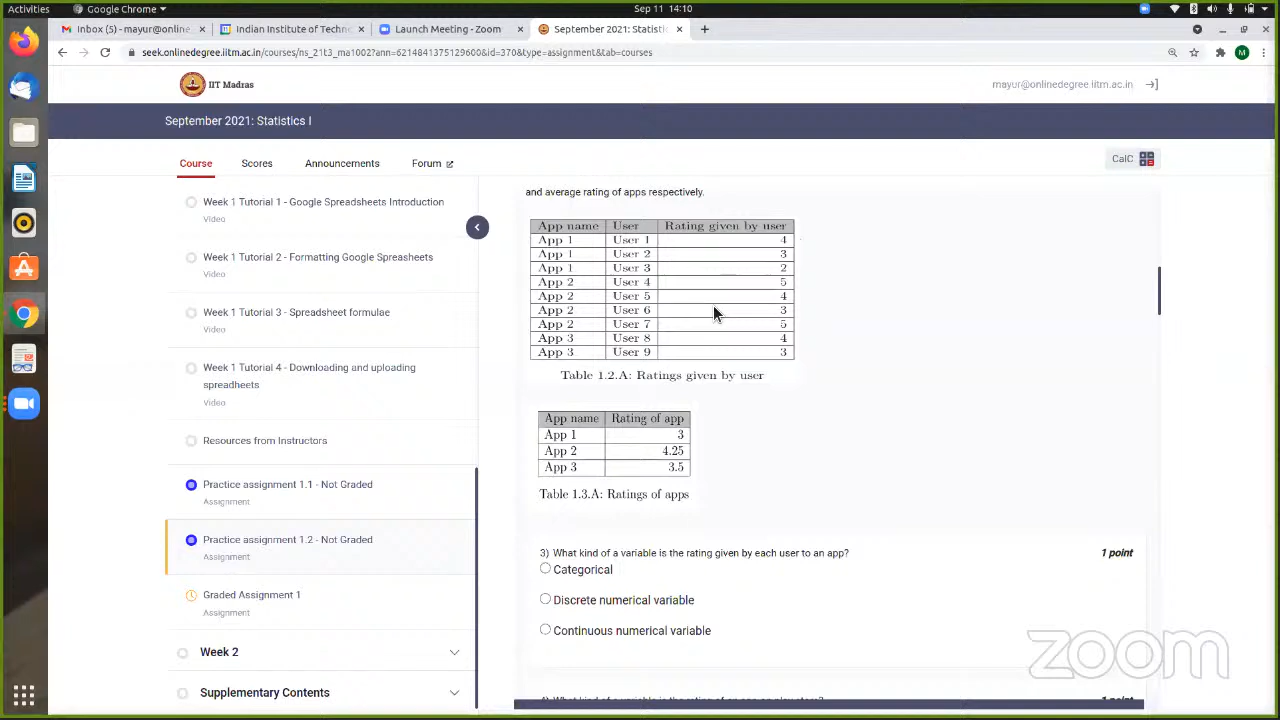 Activities
Google Chrome
Sep 11 14:10
Inbox (5) - mayur@online
Indian Institute of Techn
Launch Meeting - Zoom
September 2021: Statisti
seek.onlinedegree.iitm.ac.in/courses/ns_21t3_ma1002?ann=6214841375129600&id=370&type=assignment&tab=courses
M
IIT Madras
mayur@onlinedegree.iitm.ac.in
September 2021: Statistics I
Course
Scores
Announcements
Forum
CalC
Week 1 Tutorial 1 - Google Spreadsheets Introduction
Video
Week 1 Tutorial 2 - Formatting Google Spreasheets
Video
Week 1 Tutorial 3 - Spreadsheet formulae
Video
Week 1 Tutorial 4 - Downloading and uploading
spreadheets
Video
Resources from Instructors
Practice assignment 1.1 - Not Graded
Assignment
Practice assignment 1.2 - Not Graded
Assignment
Graded Assignment 1
Assignment
Week 2
Supplementary Contents
and average rating of apps respectively.
App name User Rating given by user
App 1 User 1 4
App 1 User 2 3
App 1 User 3 2
App 2 User 4 5
App 2 User 5 4
App 2 User 6 3
App 2 User 7 5
App 3 User 8 4
App 3 User 9 3
Table 1.2.A: Ratings given by user
App name Rating of app
App 1 3
App 2 4.25
App 3 3.5
Table 1.3.A: Ratings of apps
3) What kind of a variable is the rating given by each user to an app? 1 point
Categorical
Discrete numerical variable
Continuous numerical variable
zoom